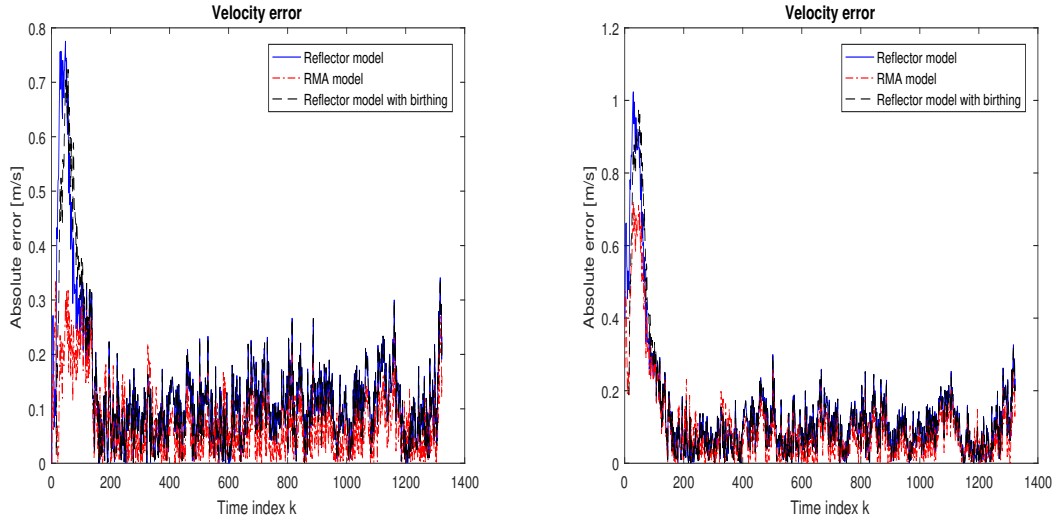 Velocity error
0.8
0.7
0.6
0.5
0.4
0.3
0.2
0.1
0
Absolute error [m/s]
0 200 400 600 800 1000 1200 1400
Time index k
Reflector model
RMA model
Reflector model with birthing
Velocity error
1.2
1
0.8
0.6
0.4
0.2
0
Absolute error [m/s]
0 200 400 600 800 1000 1200 1400
Time index k
Reflector model
RMA model
Reflector model with birthing